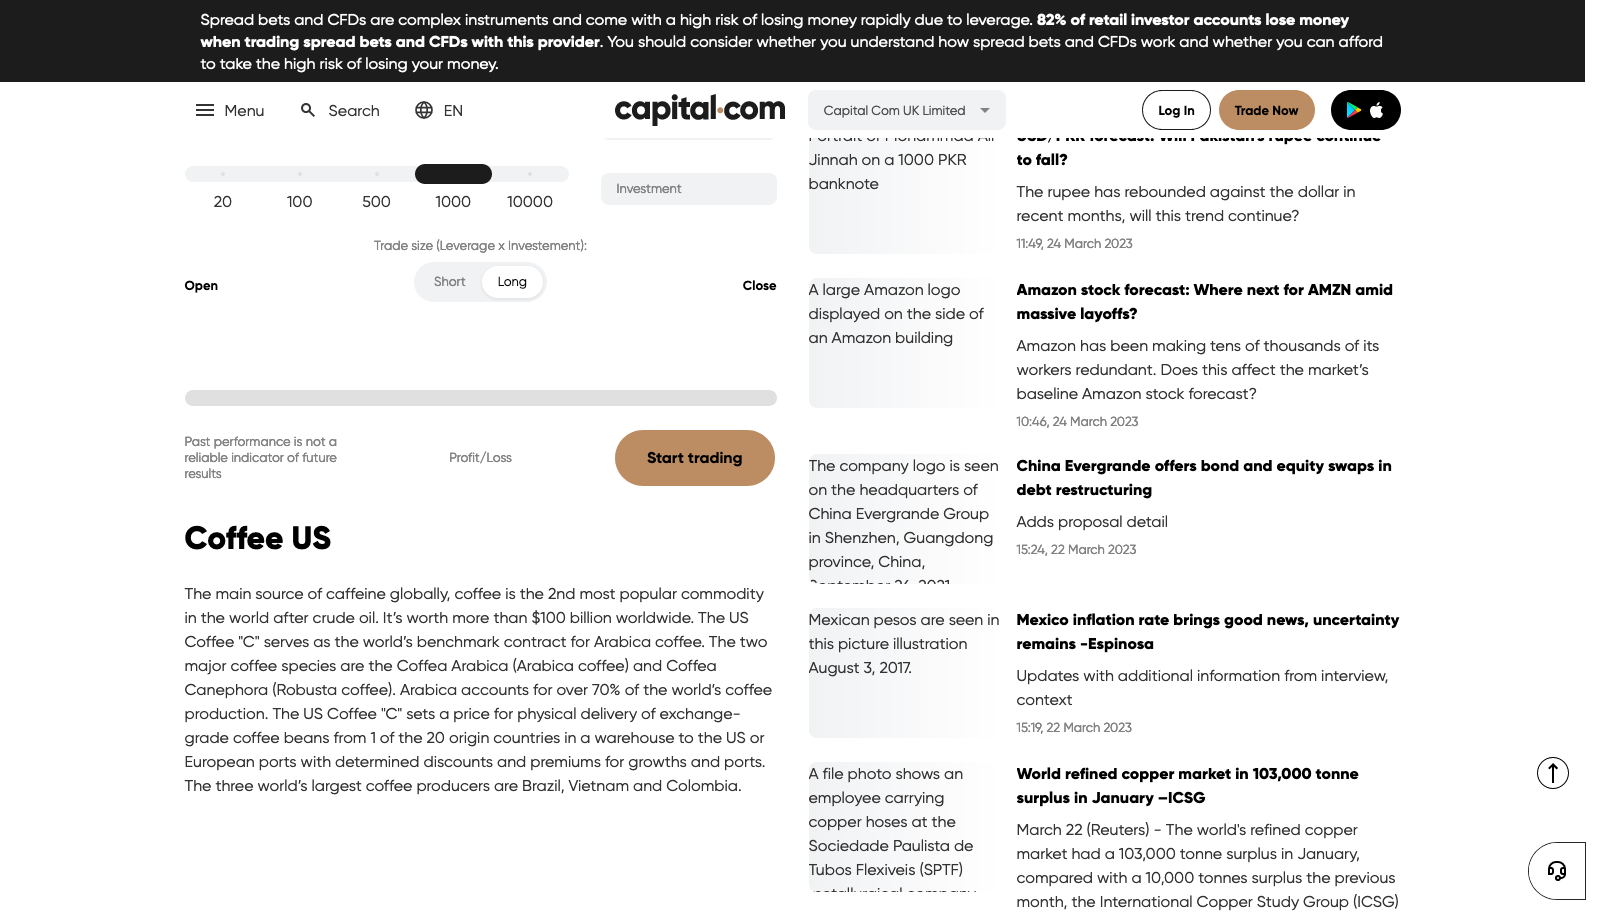 Spread bets and CFDs are complex instruments and come with a high risk of losing money rapidly due to leverage. 82% of retail investor accounts lose money
when trading spread bets and CFDs with this provider. You should consider whether you understand how spread bets and CFDs work and whether you can afford
to take the high risk of losing your money.
Menu
Search
EN
capital.com
Capital Com UK Limited
Log In
Trade Now
20
100
500
1000
10000
Investment
Trade size (Leverage x Investement):
Open
Short
Long
Close
Past performance is not a
reliable indicator of future
results
Profit/Loss
Start trading
Coffee US
The main source of caffeine globally, coffee is the 2nd most popular commodity
in the world after crude oil. It’s worth more than $100 billion worldwide. The US
Coffee "C" serves as the world’s benchmark contract for Arabica coffee. The two
major coffee species are the Coffea Arabica (Arabica coffee) and Coffea
Canephora (Robusta coffee). Arabica accounts for over 70% of the world’s coffee
production. The US Coffee "C" sets a price for physical delivery of exchange-
grade coffee beans from 1 of the 20 origin countries in a warehouse to the US or
European ports with determined discounts and premiums for growths and ports.
The three world’s largest coffee producers are Brazil, Vietnam and Colombia.
Portrait of Mohammad Ali
Jinnah on a 1000 PKR
banknote
USD/PKR forecast: Will Pakistan’s rupee continue
to fall?
The rupee has rebounded against the dollar in
recent months, will this trend continue?
11:49, 24 March 2023
A large Amazon logo
displayed on the side of
an Amazon building
Amazon stock forecast: Where next for AMZN amid
massive layoffs?
Amazon has been making tens of thousands of its
workers redundant. Does this affect the market’s
baseline Amazon stock forecast?
10:46, 24 March 2023
The company logo is seen
on the headquarters of
China Evergrande Group
in Shenzhen, Guangdong
province, China,
September 26, 2021
China Evergrande offers bond and equity swaps in
debt restructuring
Adds proposal detail
15:24, 22 March 2023
Mexican pesos are seen in
this picture illustration
August 3, 2017.
Mexico inflation rate brings good news, uncertainty
remains -Espinosa
Updates with additional information from interview,
context
15:19, 22 March 2023
A file photo shows an
employee carrying
copper hoses at the
Sociedade Paulista de
Tubos Flexiveis (SPTF)
metallurgical company
World refined copper market in 103,000 tonne
surplus in January –ICSG
March 22 (Reuters) - The world's refined copper
market had a 103,000 tonne surplus in January,
compared with a 10,000 tonnes surplus the previous
month, the International Copper Study Group (ICSG)